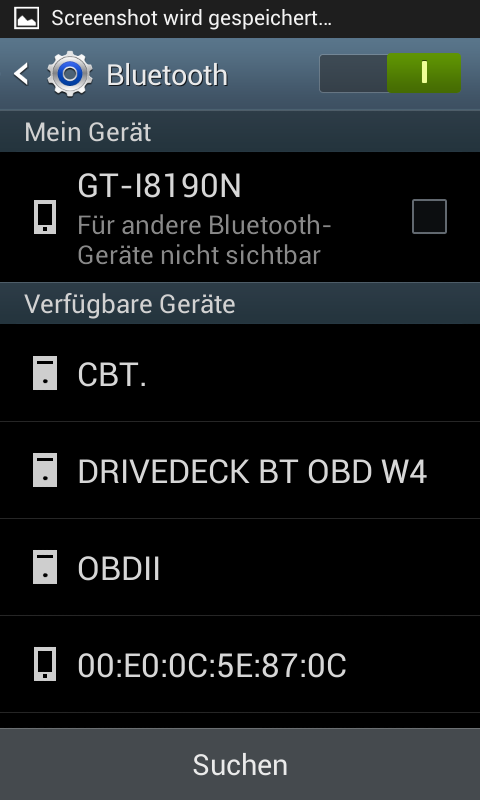 Screenshot wird gespeichert...
Bluetooth
Mein Gerät
GT-I8190N
Für andere Bluetooth-
Geräte nicht sichtbar
Verfügbare Geräte
CBT.
DRIVEDECK BT OBD W4
OBDII
00:E0:0C:5E:87:0C
Suchen